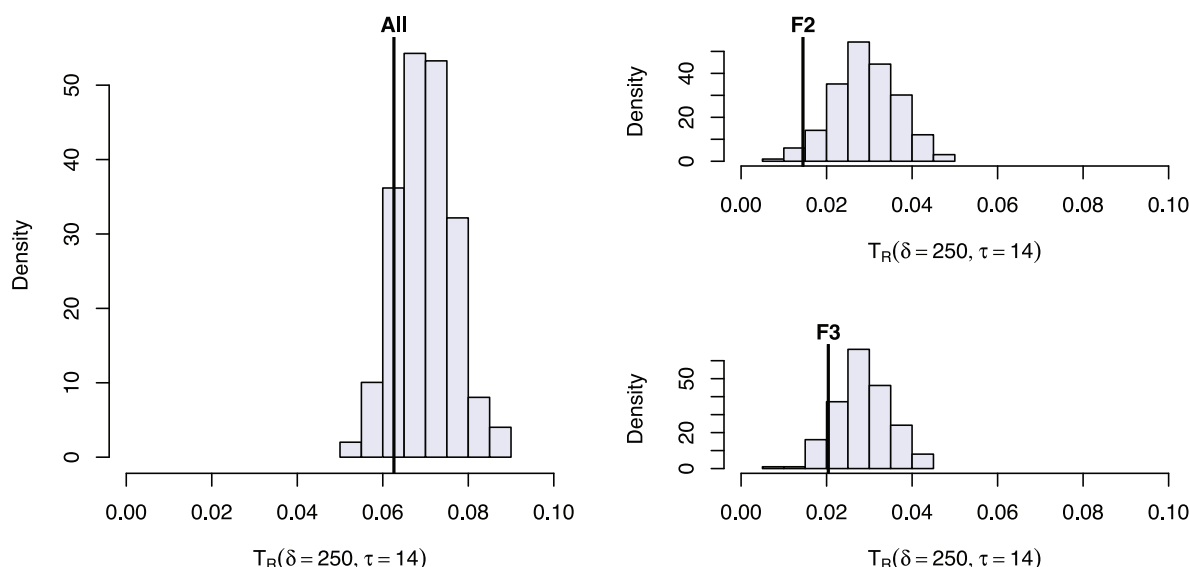 All
Density
0 10 20 30 40 50
0.00 0.02 0.04 0.06 0.08 0.10
T_R(δ = 250, τ = 14)
F2
Density
0 20 40
0.00 0.02 0.04 0.06 0.08 0.10
T_R(δ = 250, τ = 14)
F3
Density
0 20 50
0.00 0.02 0.04 0.06 0.08 0.10
T_R(δ = 250, τ = 14)